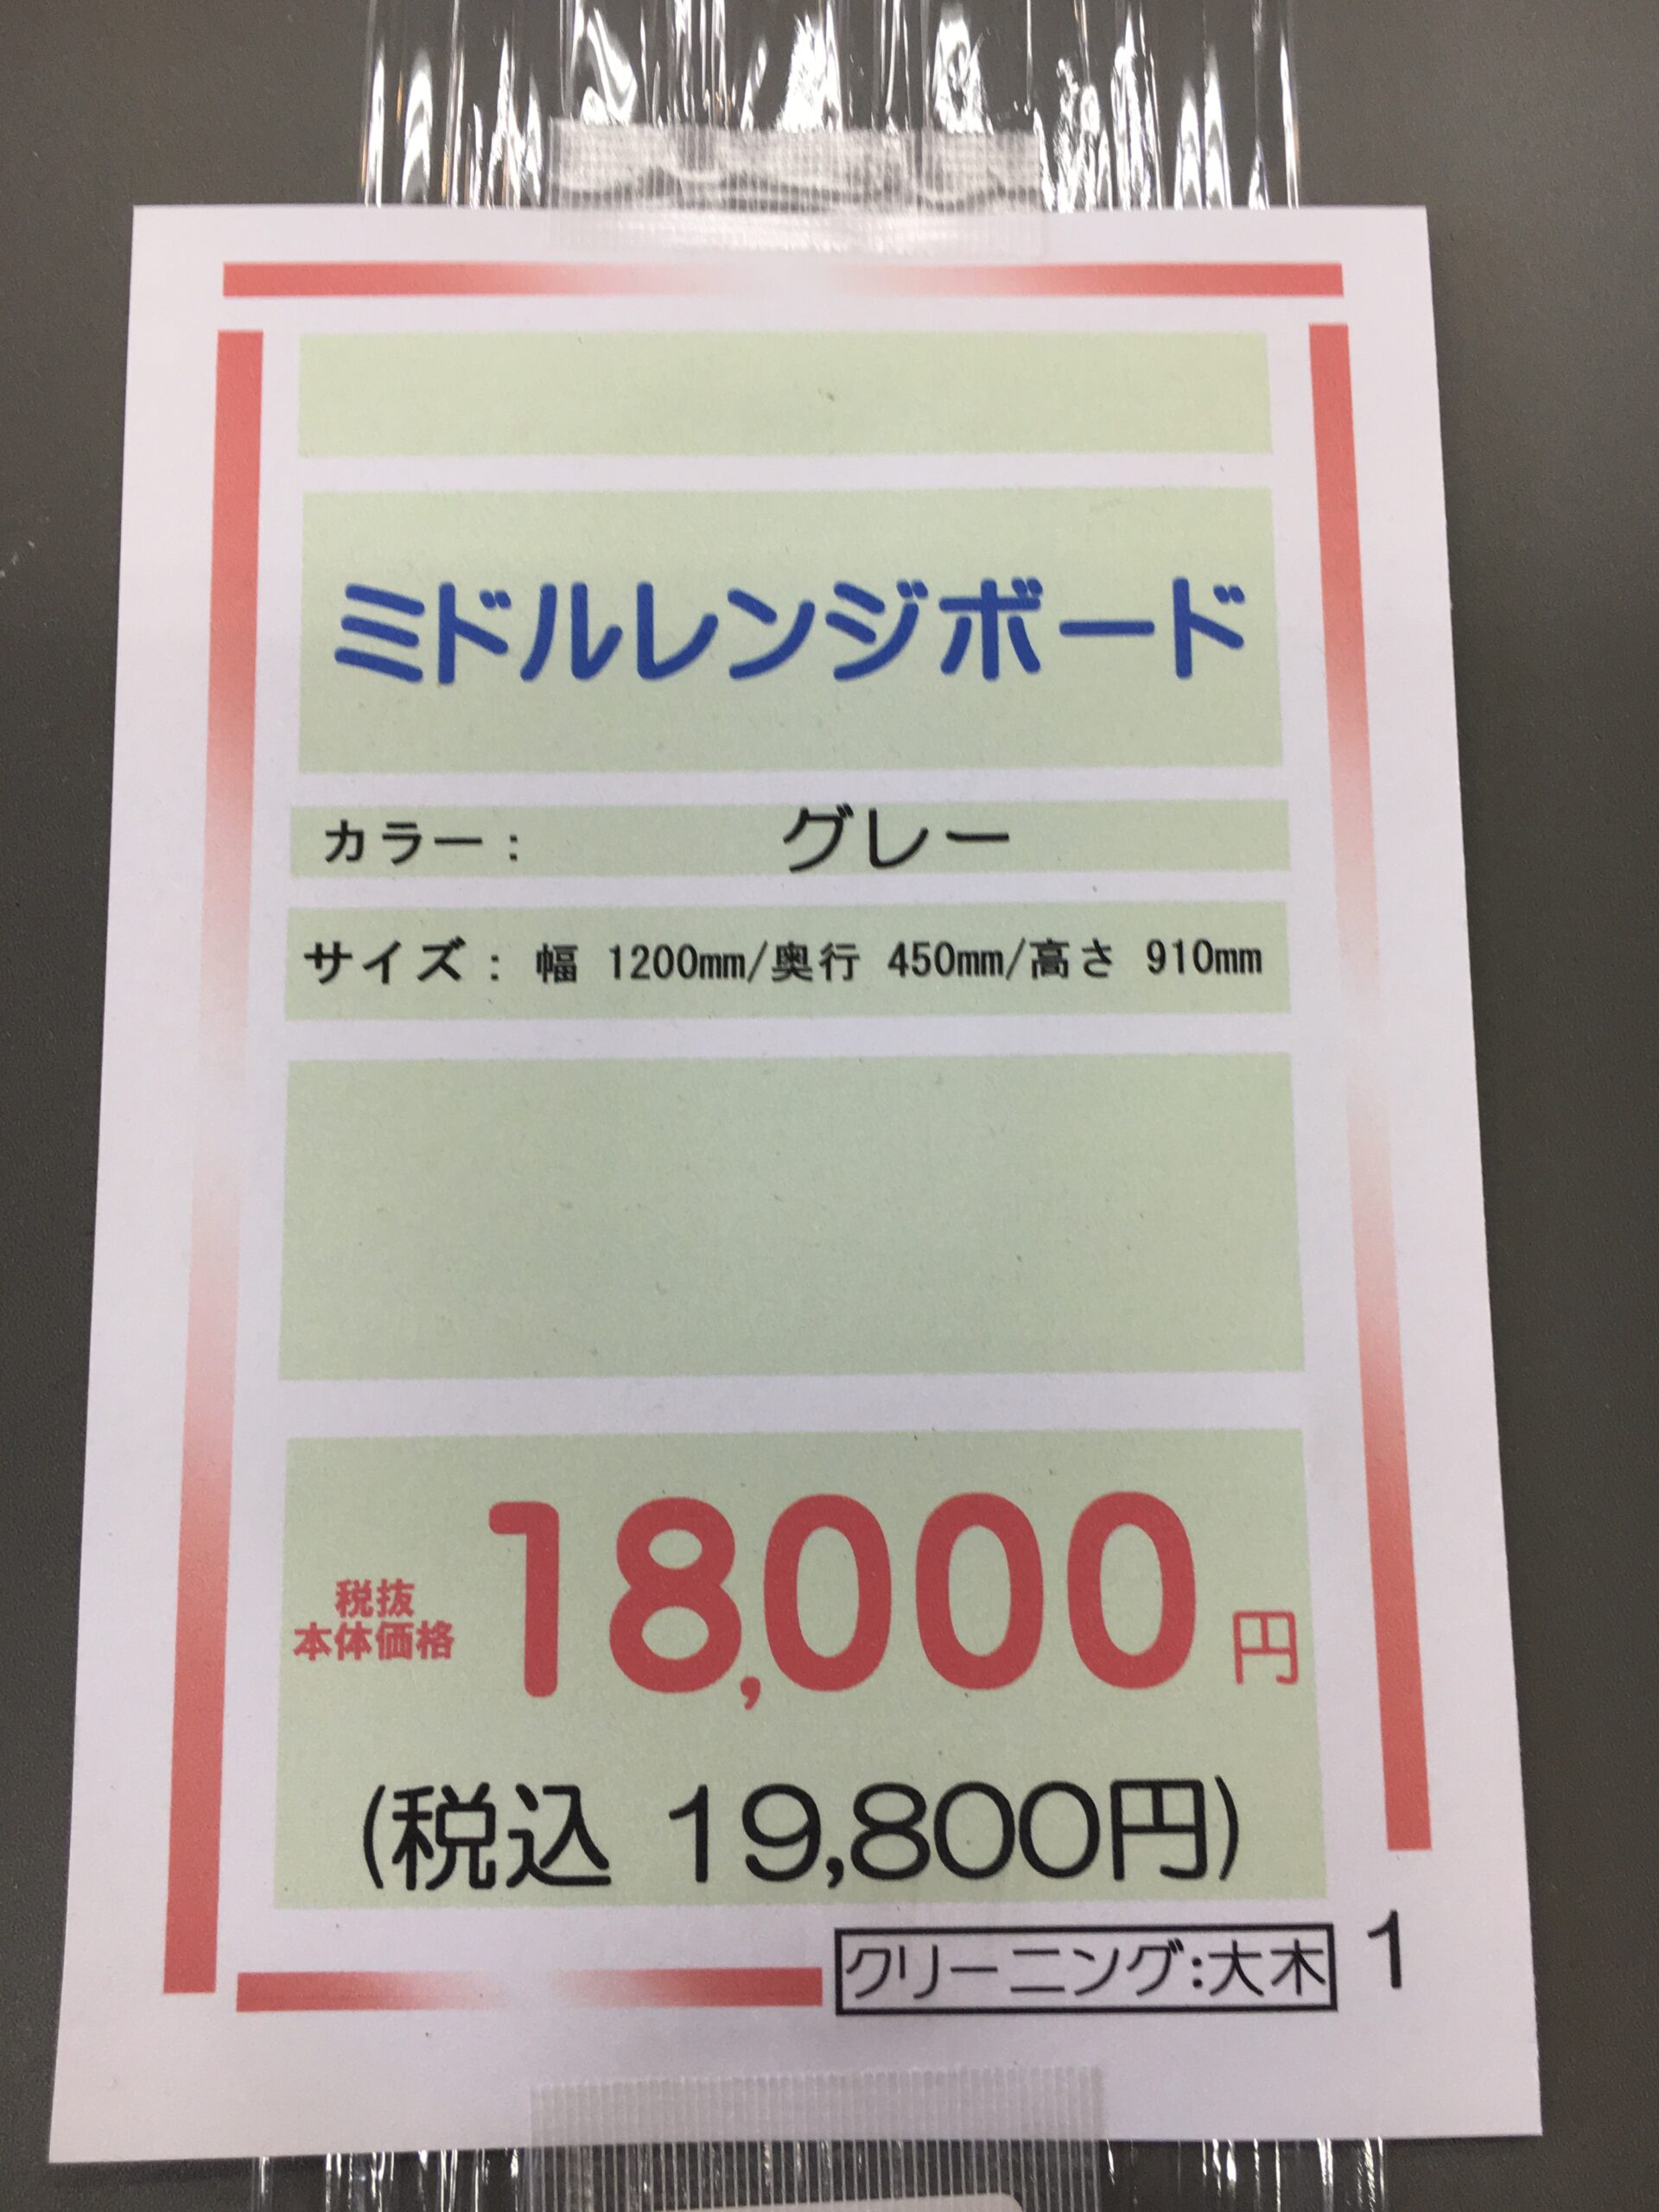 ミドルレンジボード
カラー： グレー
サイズ： 幅 1200mm/奥行 450mm/高さ 910mm
税抜
本体価格
18,000円
(税込 19,800円)
クリーニング:大木
1